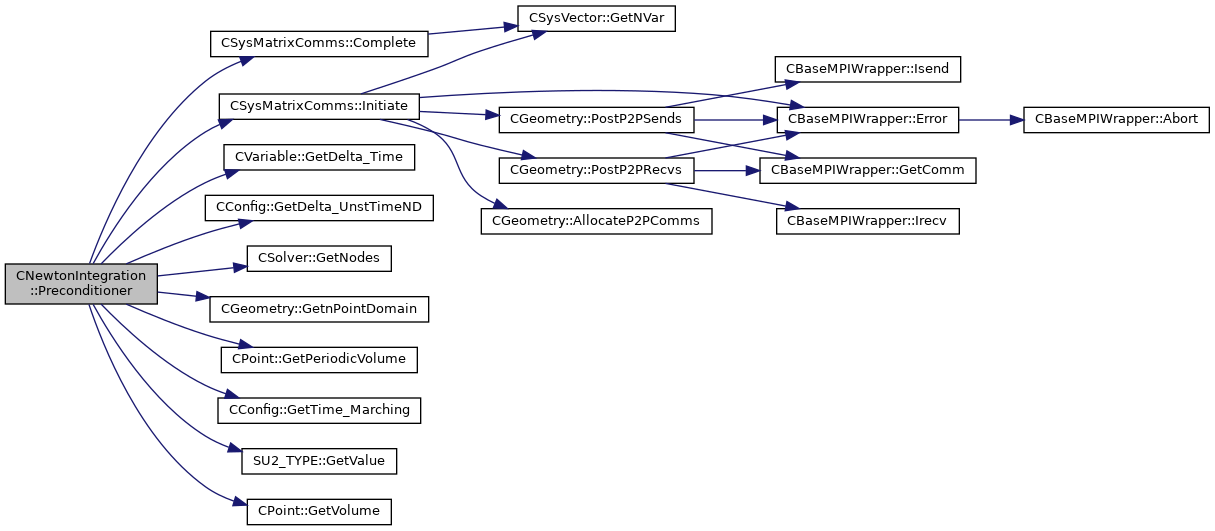 CNewtonIntegration
::Preconditioner
CSysMatrixComms::Complete
CSysMatrixComms::Initiate
CVariable::GetDelta_Time
CConfig::GetDelta_UnstTimeND
CSolver::GetNodes
CGeometry::GetnPointDomain
CPoint::GetPeriodicVolume
CConfig::GetTime_Marching
SU2_TYPE::GetValue
CPoint::GetVolume
CSysVector::GetNVar
CGeometry::PostP2PSends
CGeometry::PostP2PRecvs
CGeometry::AllocateP2PComms
CBaseMPIWrapper::Isend
CBaseMPIWrapper::Error
CBaseMPIWrapper::GetComm
CBaseMPIWrapper::Irecv
CBaseMPIWrapper::Abort